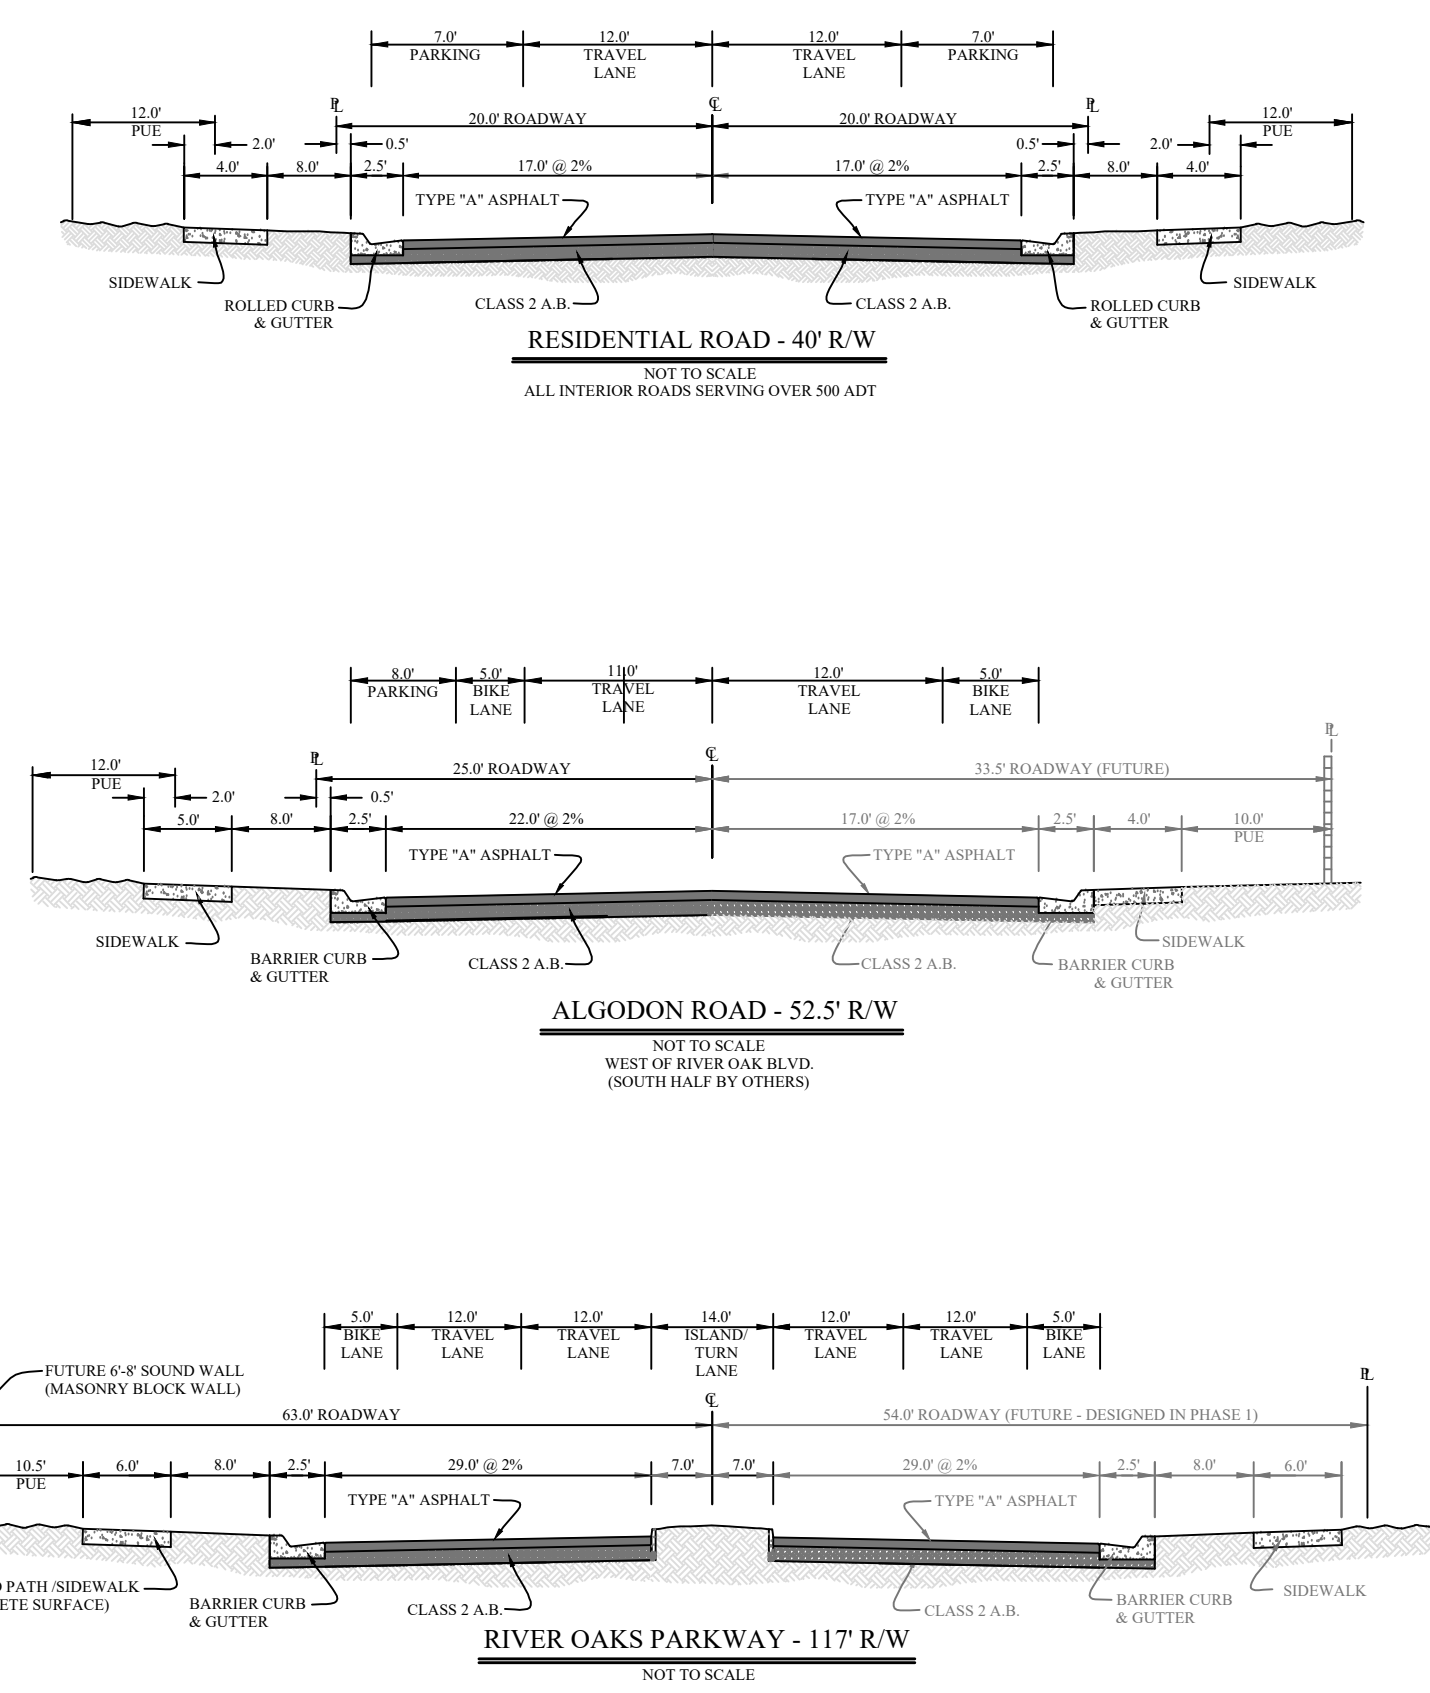 7.0' 12.0' 12.0' 7.0'
PARKING TRAVEL TRAVEL PARKING
LANE LANE
PL CL PL
12.0' 20.0' ROADWAY 20.0' ROADWAY 12.0'
PUE PUE
2.0' 0.5' 0.5' 2.0'
4.0' 8.0' 2.5' 17.0' @ 2% 17.0' @ 2% 2.5' 8.0' 4.0'
TYPE "A" ASPHALT TYPE "A" ASPHALT
SIDEWALK SIDEWALK
ROLLED CURB CLASS 2 A.B. CLASS 2 A.B. ROLLED CURB
& GUTTER & GUTTER
RESIDENTIAL ROAD - 40' R/W
NOT TO SCALE
ALL INTERIOR ROADS SERVING OVER 500 ADT
8.0' 5.0' 11.0' 12.0' 5.0'
PARKING BIKE TRAVEL TRAVEL BIKE
LANE LANE LANE LANE
PL
PL CL
12.0' 25.0' ROADWAY 33.5' ROADWAY (FUTURE)
PUE
2.0' 0.5'
5.0' 8.0' 2.5' 22.0' @ 2% 17.0' @ 2% 2.5' 4.0' 10.0'
PUE
TYPE "A" ASPHALT TYPE "A" ASPHALT
SIDEWALK SIDEWALK
BARRIER CURB CLASS 2 A.B. CLASS 2 A.B. BARRIER CURB
& GUTTER & GUTTER
ALGODON ROAD - 52.5' R/W
NOT TO SCALE
WEST OF RIVER OAK BLVD.
(SOUTH HALF BY OTHERS)
5.0' 12.0' 12.0' 14.0' 12.0' 12.0' 5.0'
BIKE TRAVEL TRAVEL ISLAND/ TRAVEL TRAVEL BIKE
LANE LANE LANE TURN LANE LANE LANE
LANE
FUTURE 6'-8' SOUND WALL
(MASONRY BLOCK WALL)
PL
CL
63.0' ROADWAY 54.0' ROADWAY (FUTURE - DESIGNED IN PHASE 1)
10.5' 6.0' 8.0' 2.5' 29.0' @ 2% 7.0' 7.0' 29.0' @ 2% 2.5' 8.0' 6.0'
PUE
TYPE "A" ASPHALT TYPE "A" ASPHALT
PATH /SIDEWALK SIDEWALK
ETE SURFACE)
BARRIER CURB CLASS 2 A.B. CLASS 2 A.B. BARRIER CURB
& GUTTER & GUTTER
RIVER OAKS PARKWAY - 117' R/W
NOT TO SCALE